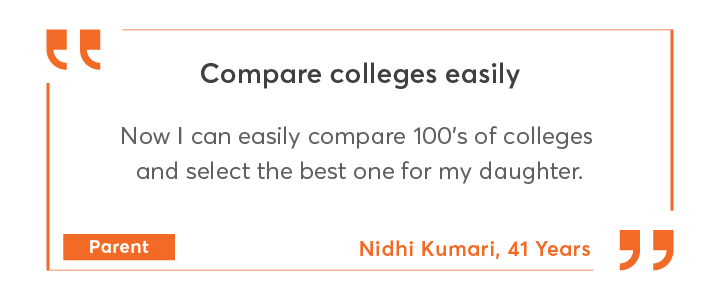 Compare colleges easily
Now I can easily compare 100's of colleges
and select the best one for my daughter.
Parent
Nidhi Kumari, 41 Years